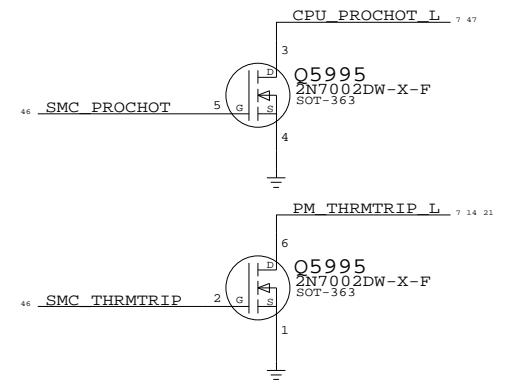 CPU_PROCHOT_L 7 47
3
D
Q5995
2N7002DW-X-F
SOT-363
46 SMC_PROCHOT 5 G S
4
PM_THRMTRIP_L 7 14 21
6
D
Q5995
2N7002DW-X-F
SOT-363
46 SMC_THRMTRIP 2 G S
1